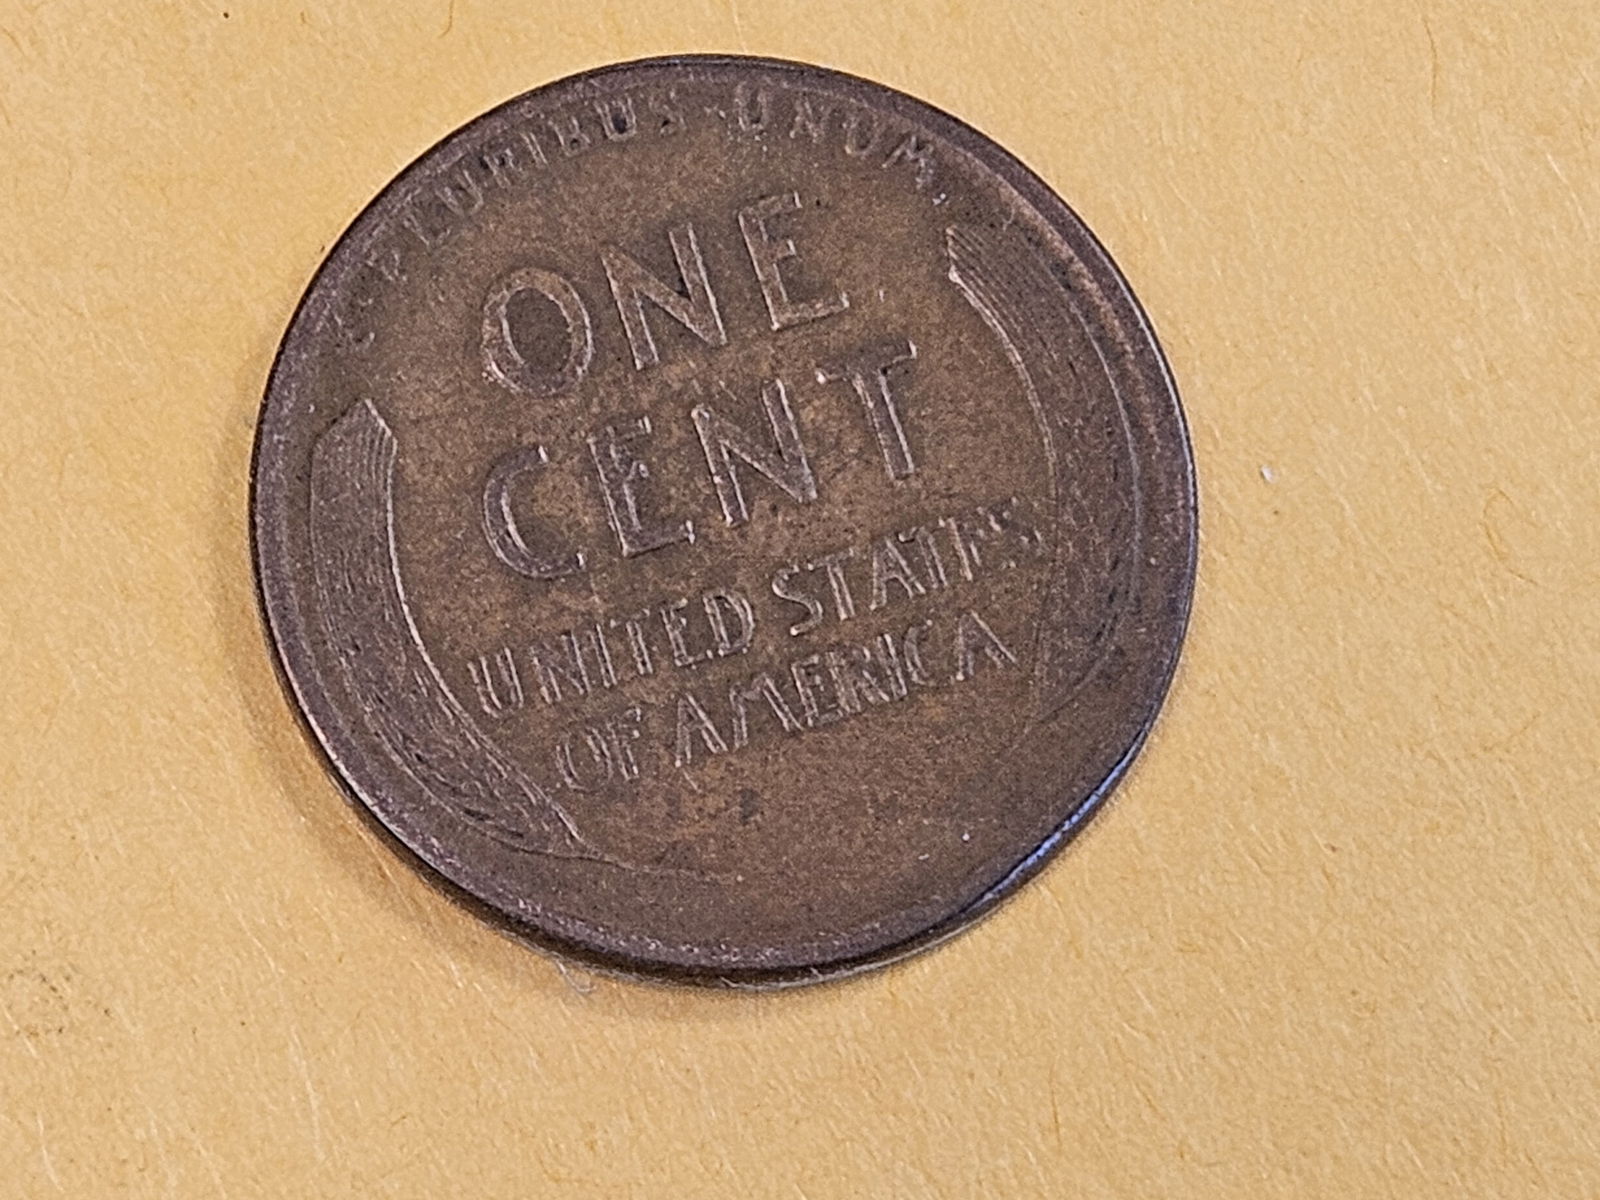 E PLURIBUS UNUM
ONE
CENT
UNITED STATES
OF AMERICA